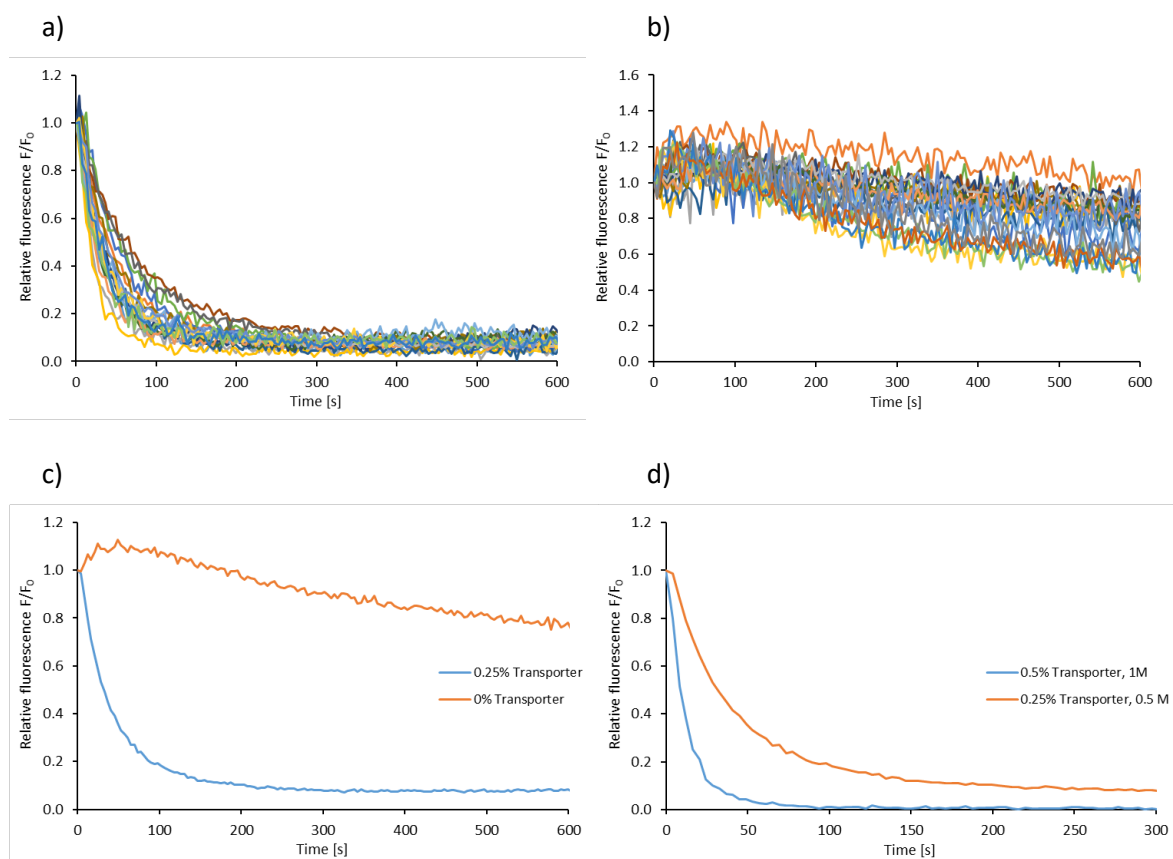 a)
b)
1.2
1.0
0.8
0.6
0.4
0.2
0.0
Relative fluorescence F/F₀
0 100 200 300 400 500 600
Time [s]
1.6
1.4
1.2
1.0
0.8
0.6
0.4
0.2
0.0
Relative fluorescence F/F₀
0 100 200 300 400 500 600
Time [s]
c)
d)
1.2
1.0
0.8
0.6
0.4
0.2
0.0
Relative fluorescence F/F₀
0.25% Transporter
0% Transporter
0 100 200 300 400 500 600
Time [s]
1.2
1.0
0.8
0.6
0.4
0.2
0.0
Relative fluorescence F/F₀
0.5% Transporter, 1M
0.25% Transporter, 0.5 M
0 50 100 150 200 250 300
Time [s]